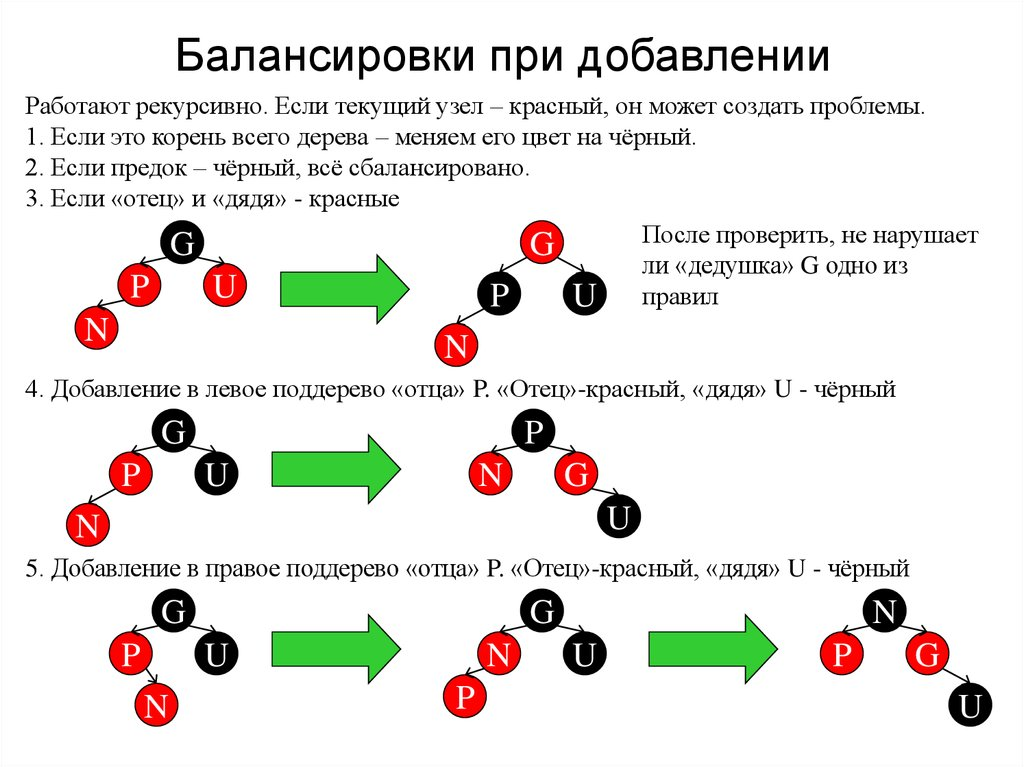 Балансировки при добавлении
Работают рекурсивно. Если текущий узел – красный, он может создать проблемы.
1. Если это корень всего дерева – меняем его цвет на чёрный.
2. Если предок – чёрный, всё сбалансировано.
3. Если «отец» и «дядя» - красные
G
P U
N
G
P U
N
После проверить, не нарушает
ли «дедушка» G одно из
правил
4. Добавление в левое поддерево «отца» P. «Отец»-красный, «дядя» U - чёрный
G
P U
N
P
N G
U
5. Добавление в правое поддерево «отца» P. «Отец»-красный, «дядя» U - чёрный
G
P U
N
G
N U
P
N
P G
U